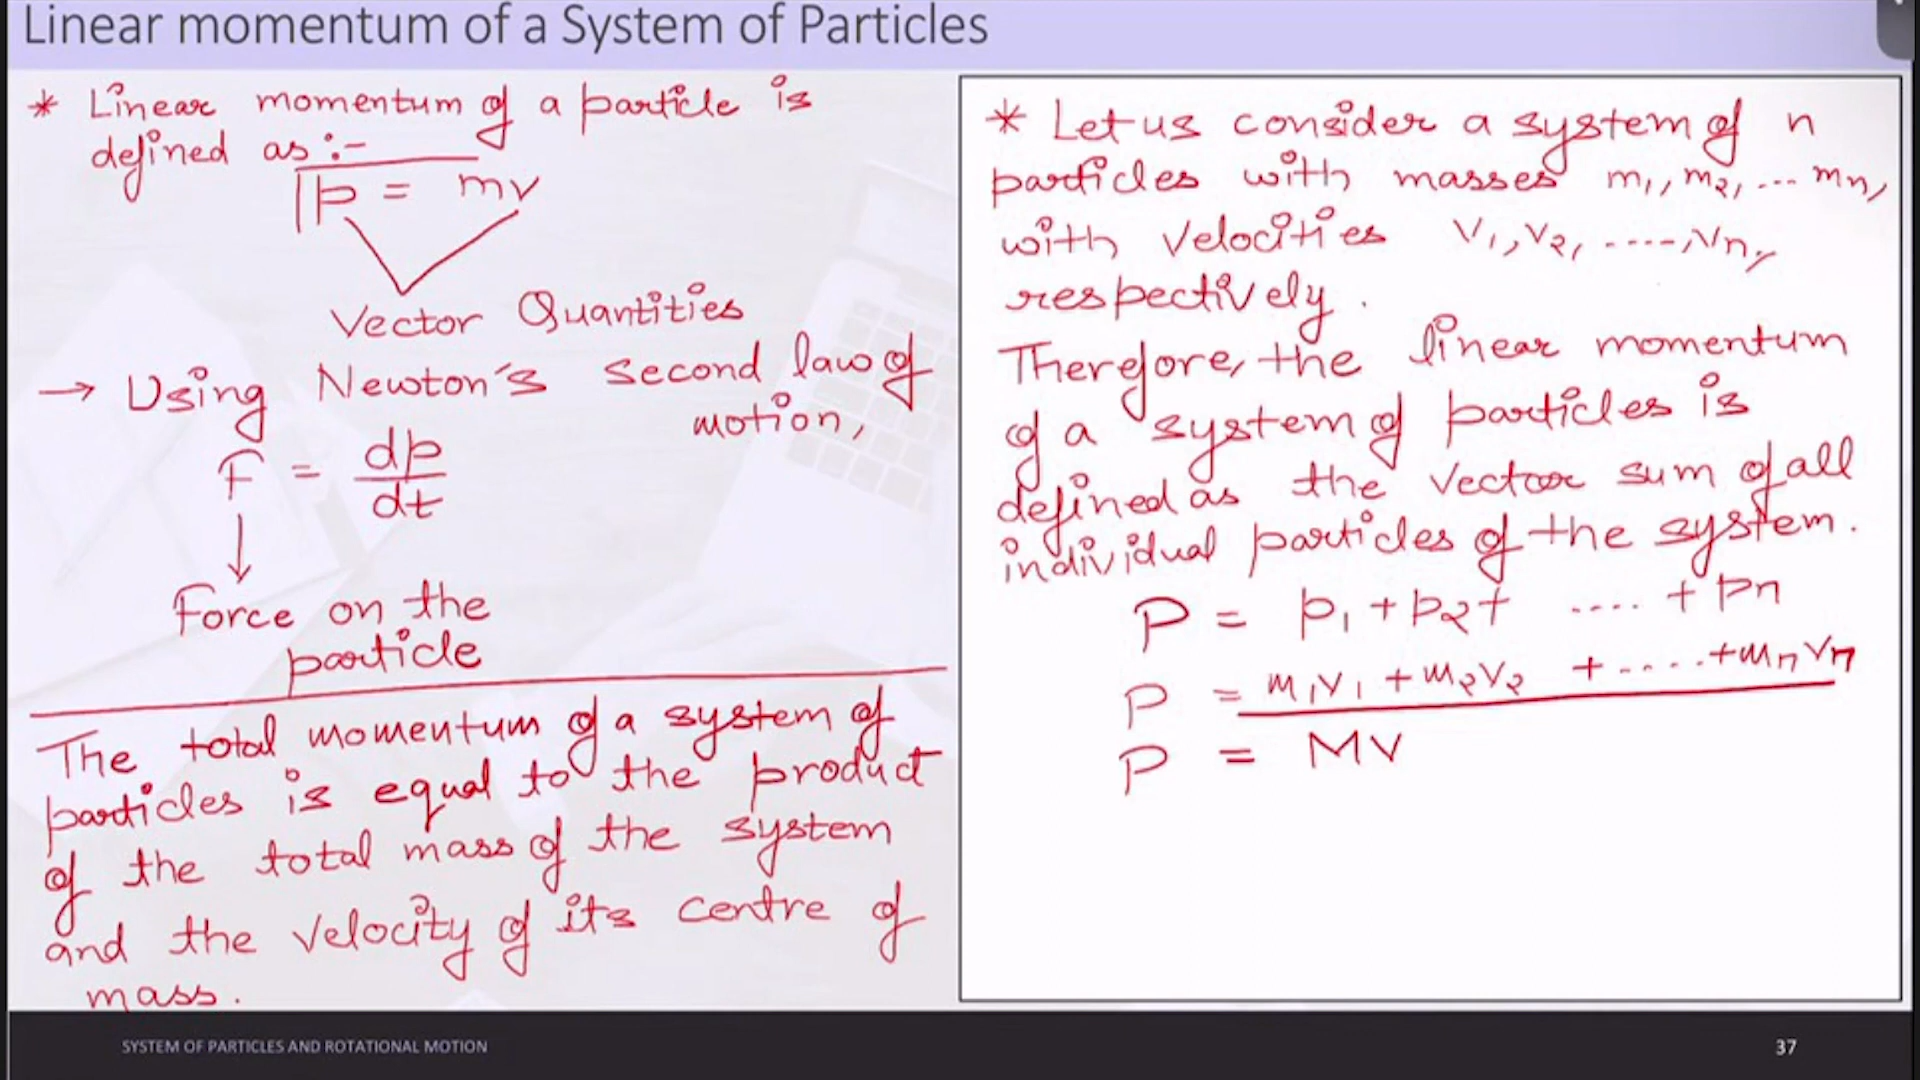 Linear momentum of a System of Particles
* Linear momentum of a particle is
defined as :-
p = mv
Vector Quantities
→ Using Newton's second law of
motion,
F = dp/dt
↓
Force on the
particle
The total momentum of a system of
particles is equal to the product
of the total mass of the system
and the velocity of its centre of
mass.
* Let us consider a system of n
particles with masses m₁, m₂, ... mₙ,
with velocities v₁, v₂, ....., vₙ,
respectively.
Therefore, the linear momentum
of a system of particles is
defined as the vector sum of all
individual particles of the system.
P = p₁ + p₂ + .... + pₙ
P = m₁v₁ + m₂v₂ + ..... + mₙvₙ
P = MV
SYSTEM OF PARTICLES AND ROTATIONAL MOTION
37